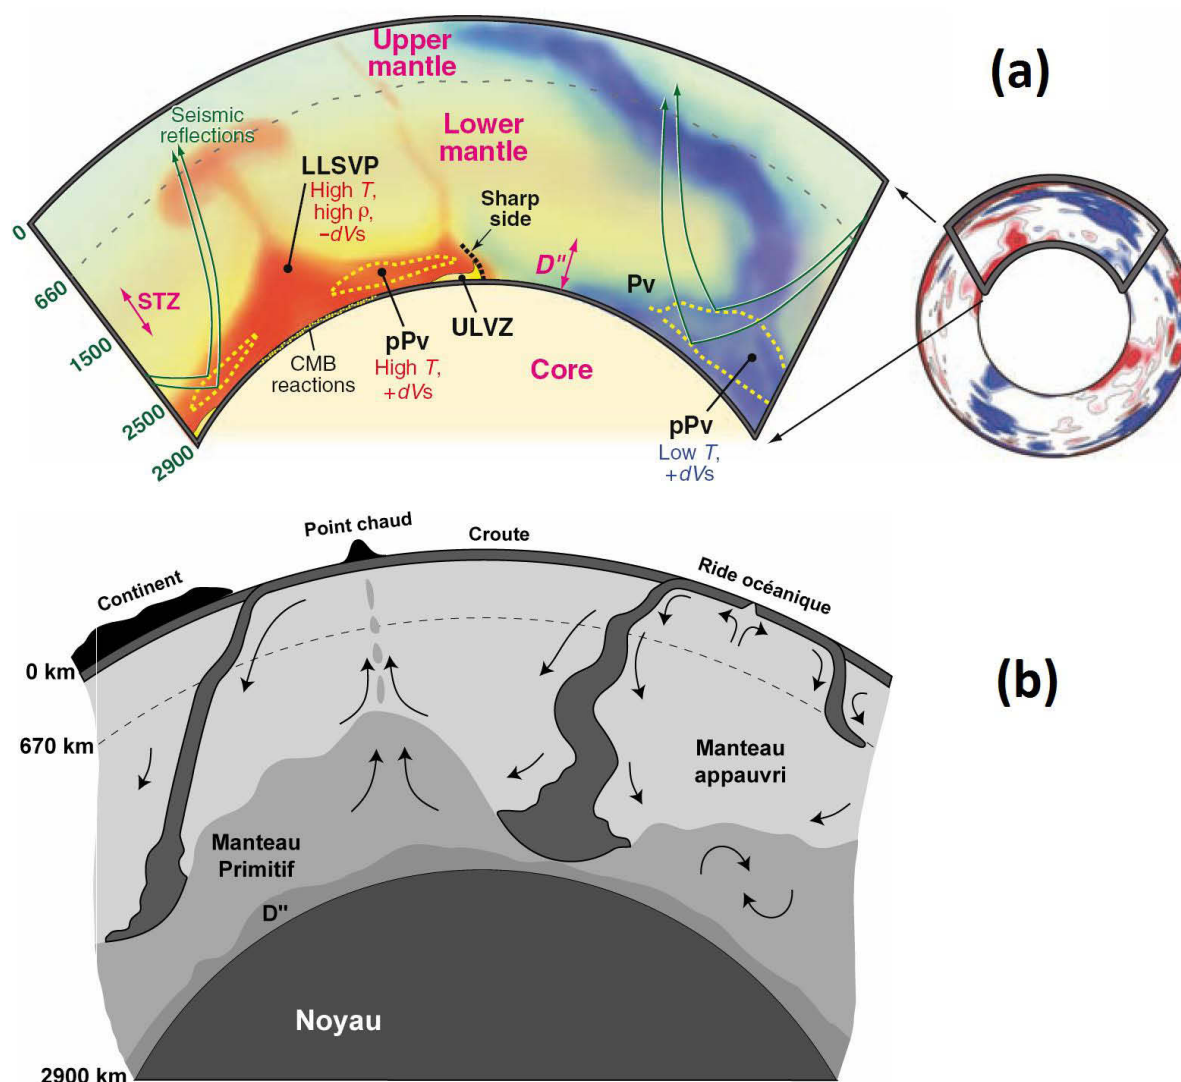 (a)
Upper
mantle
Seismic
reflections
Lower
mantle
LLSVP
High T,
high ρ,
-dVs
Sharp
side
D"
Pv
0
660
STZ
1500
2500
2900
CMB
reactions
pPv
High T,
+dVs
ULVZ
Core
pPv
Low T,
+dVs
Point chaud
Croute
Continent
Ride océanique
0 km
670 km
(b)
Manteau
appauvri
Manteau
Primitif
D"
Noyau
2900 km